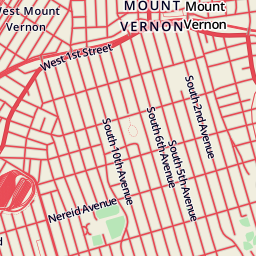 MOUNT
Mount
West Mount
Vernon
VERNON
Vernon
West 1st Street
South 2nd Avenue
South 6th Avenue
South 10th Avenue
South 5th Avenue
Nereid Avenue
d